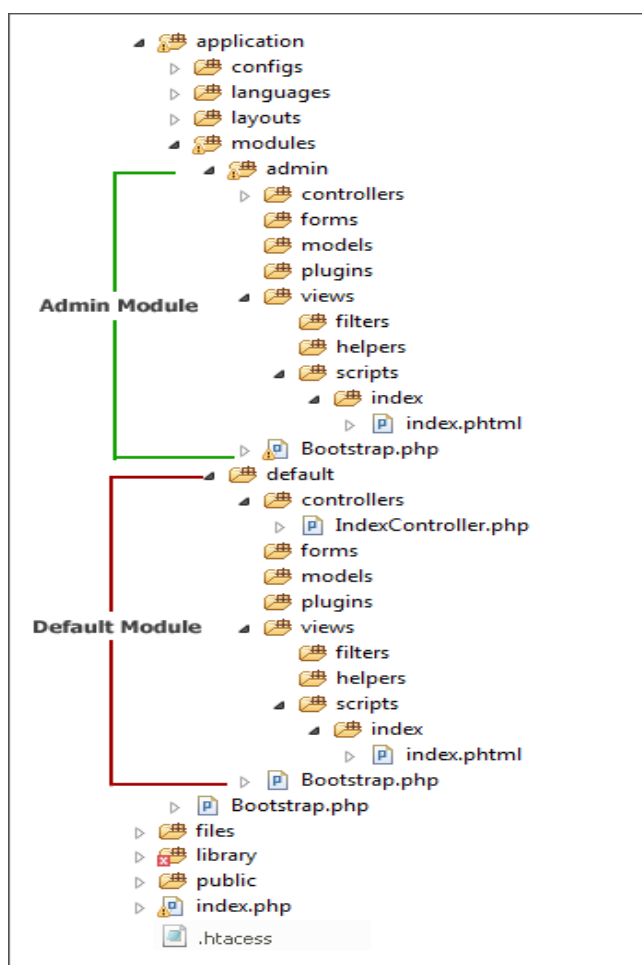 application
configs
languages
layouts
modules
admin
controllers
forms
models
plugins
Admin Module
views
filters
helpers
scripts
index
index.phtml
Bootstrap.php
default
controllers
IndexController.php
forms
models
plugins
Default Module
views
filters
helpers
scripts
index
index.phtml
Bootstrap.php
Bootstrap.php
files
library
public
index.php
.htacess